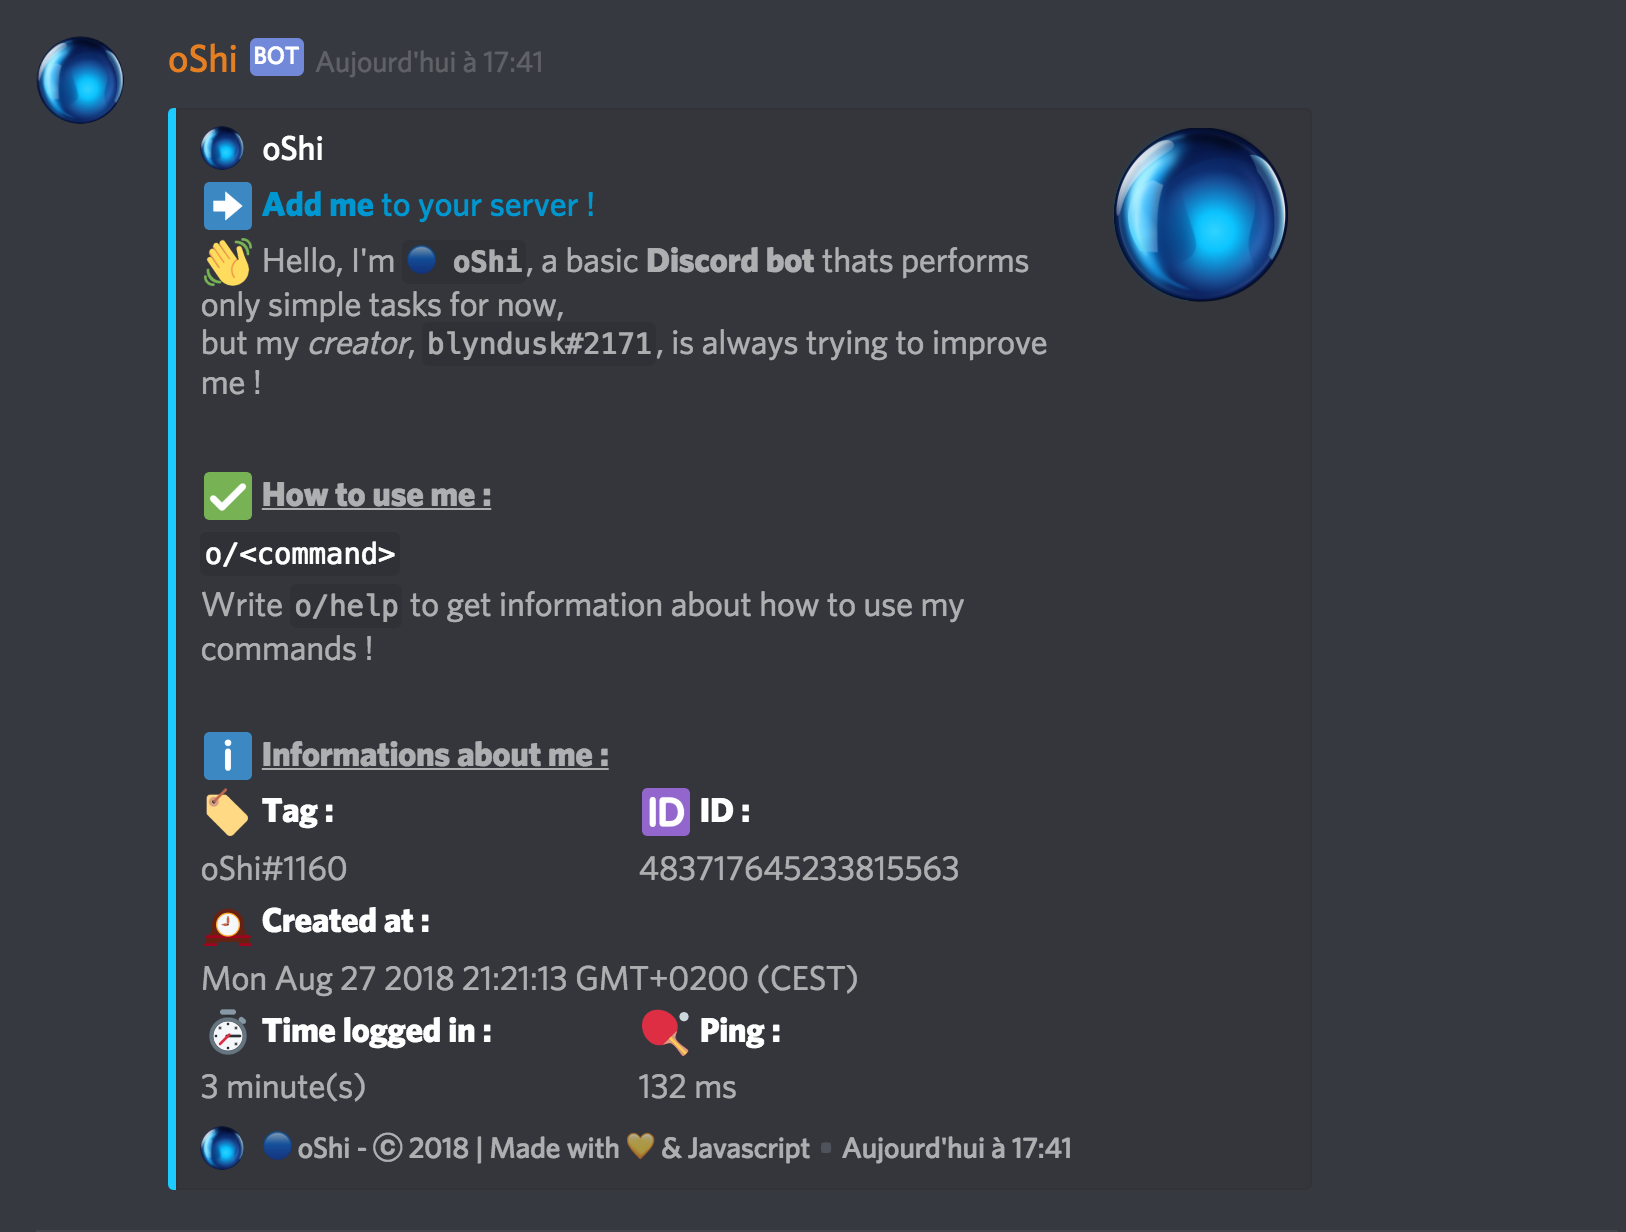 oShi BOT Aujourd'hui à 17:41
oShi
Add me to your server !
Hello, I'm oShi, a basic Discord bot thats performs
only simple tasks for now,
but my creator, blyndusk#2171, is always trying to improve
me !
How to use me :
o/<command>
Write o/help to get information about how to use my
commands !
i Informations about me :
Tag :
ID ID :
oShi#1160
483717645233815563
Created at :
Mon Aug 27 2018 21:21:13 GMT+0200 (CEST)
Time logged in :
Ping :
3 minute(s)
132 ms
oShi - © 2018 | Made with 💛 & Javascript • Aujourd'hui à 17:41